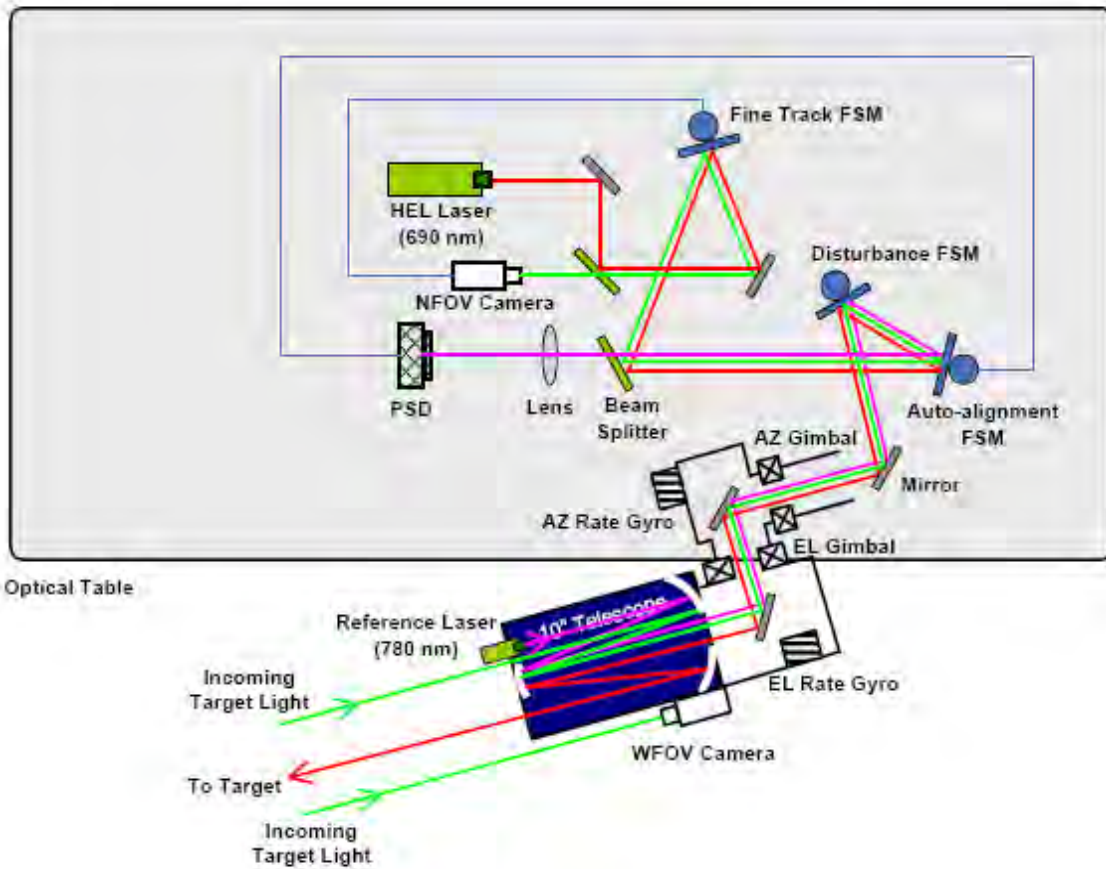 Fine Track FSM
HEL Laser
(690 nm)
Disturbance FSM
NFOV Camera
PSD
Lens
Beam
Splitter
Auto-alignment
FSM
AZ Gimbal
Mirror
AZ Rate Gyro
EL Gimbal
Optical Table
10" Telescope
Reference Laser
(780 nm)
Incoming
Target Light
EL Rate Gyro
WFOV Camera
To Target
Incoming
Target Light